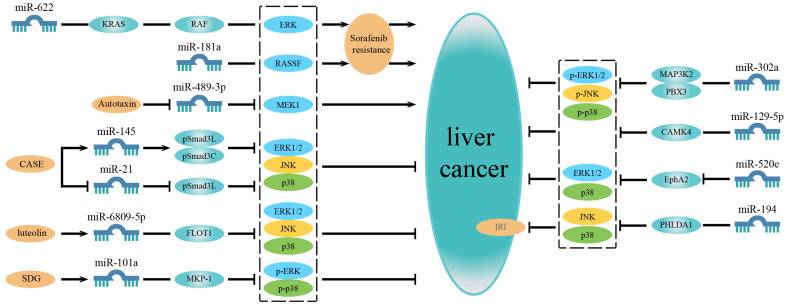 miR-622
KRAS
RAF
ERK
Sorafenib
resistance
miR-181a
RASSF
Autotaxin
miR-489-3p
MEK1
CASE
miR-145
pSmad3L
pSmad3C
miR-21
pSmad3L
ERK1/2
JNK
p38
luteolin
miR-6809-5p
FLOT1
ERK1/2
JNK
p38
SDG
miR-101a
MKP-1
p-ERK
p-p38
liver
cancer
IRI
p-ERK1/2
p-JNK
p-p38
MAP3K2
PBX3
miR-302a
CAMK4
miR-129-5p
ERK1/2
p38
EphA2
miR-520e
JNK
p38
PHLDA1
miR-194